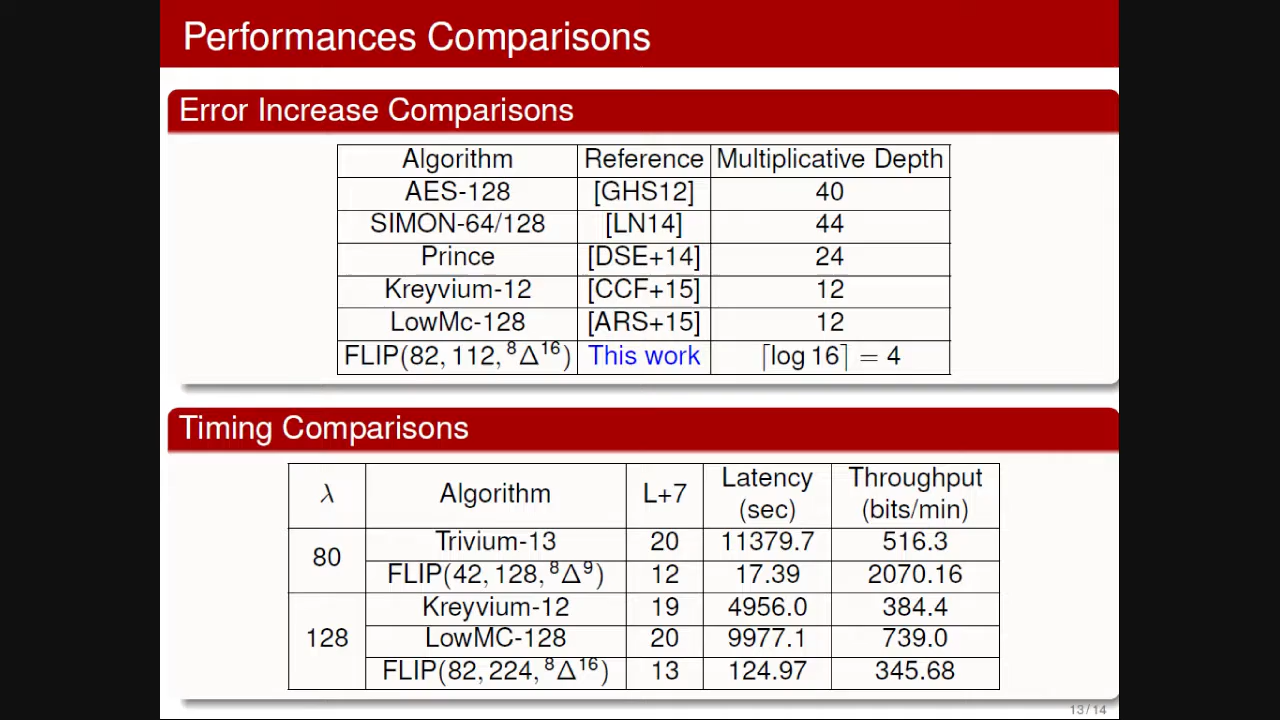 Performances Comparisons
Error Increase Comparisons
Algorithm Reference Multiplicative Depth
AES-128 [GHS12] 40
SIMON-64/128 [LN14] 44
Prince [DSE+14] 24
Kreyvium-12 [CCF+15] 12
LowMc-128 [ARS+15] 12
FLIP(82, 112, ⁸Δ¹⁶) This work ⌈log 16⌉ = 4
Timing Comparisons
λ Algorithm L+7 Latency (sec) Throughput (bits/min)
80 Trivium-13 20 11379.7 516.3
FLIP(42, 128, ⁸Δ⁹) 12 17.39 2070.16
128 Kreyvium-12 19 4956.0 384.4
LowMC-128 20 9977.1 739.0
FLIP(82, 224, ⁸Δ¹⁶) 13 124.97 345.68
13/14